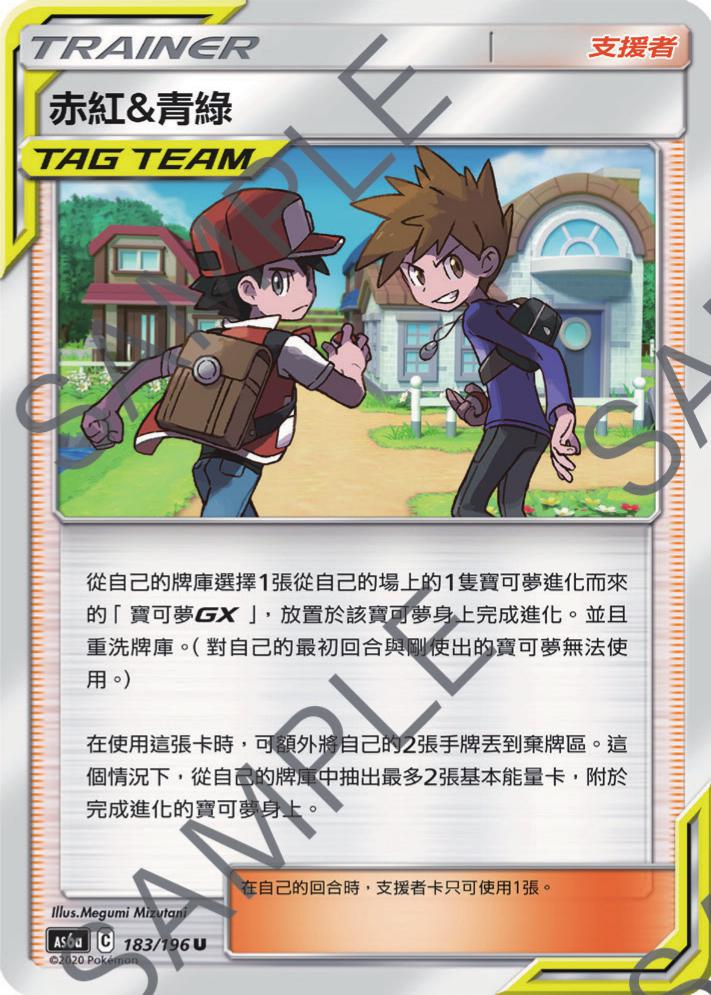 TRAINER
支援者
赤紅&青綠
TAG TEAM
從自己的牌庫選擇1張從自己的場上的1隻寶可夢進化而來
的「寶可夢GX」，放置於該寶可夢身上完成進化。並且
重洗牌庫。(對自己的最初回合與剛使出的寶可夢無法使
用。)
在使用這張卡時，可額外將自己的2張手牌丟到棄牌區。這
個情況下，從自己的牌庫中抽出最多2張基本能量卡，附於
完成進化的寶可夢身上。
在自己的回合時，支援者卡只可使用1張。
Illus.Megumi Mizutani
AS6a C 183/196 U
©2020 Pokémon
SAMPLE
SAMPLE
SAMPLE
SA